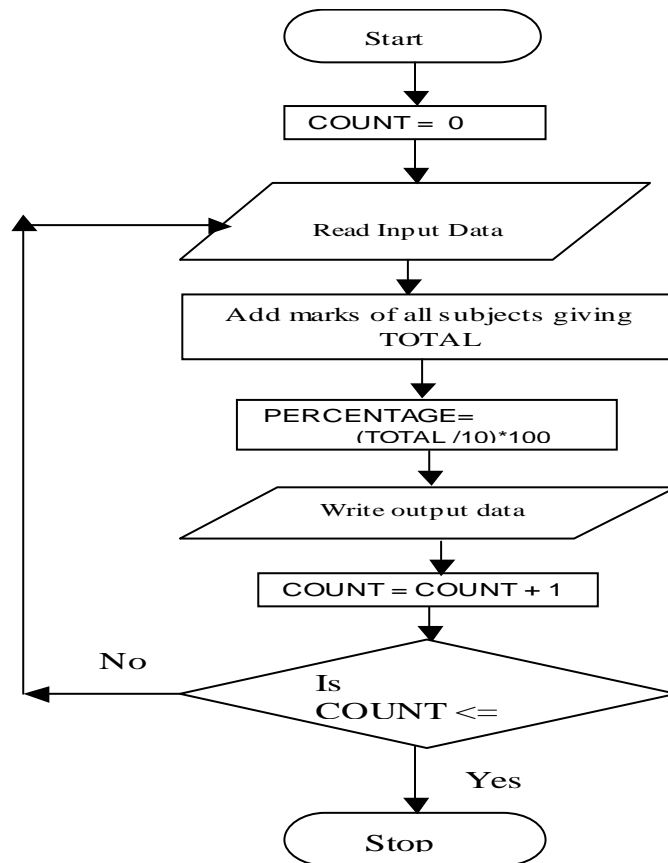 Start
COUNT = 0
Read Input Data
Add marks of all subjects giving
TOTAL
PERCENTAGE=
(TOTAL /10)*100
Write output data
COUNT = COUNT + 1
No
Is
COUNT <=
Yes
Stop